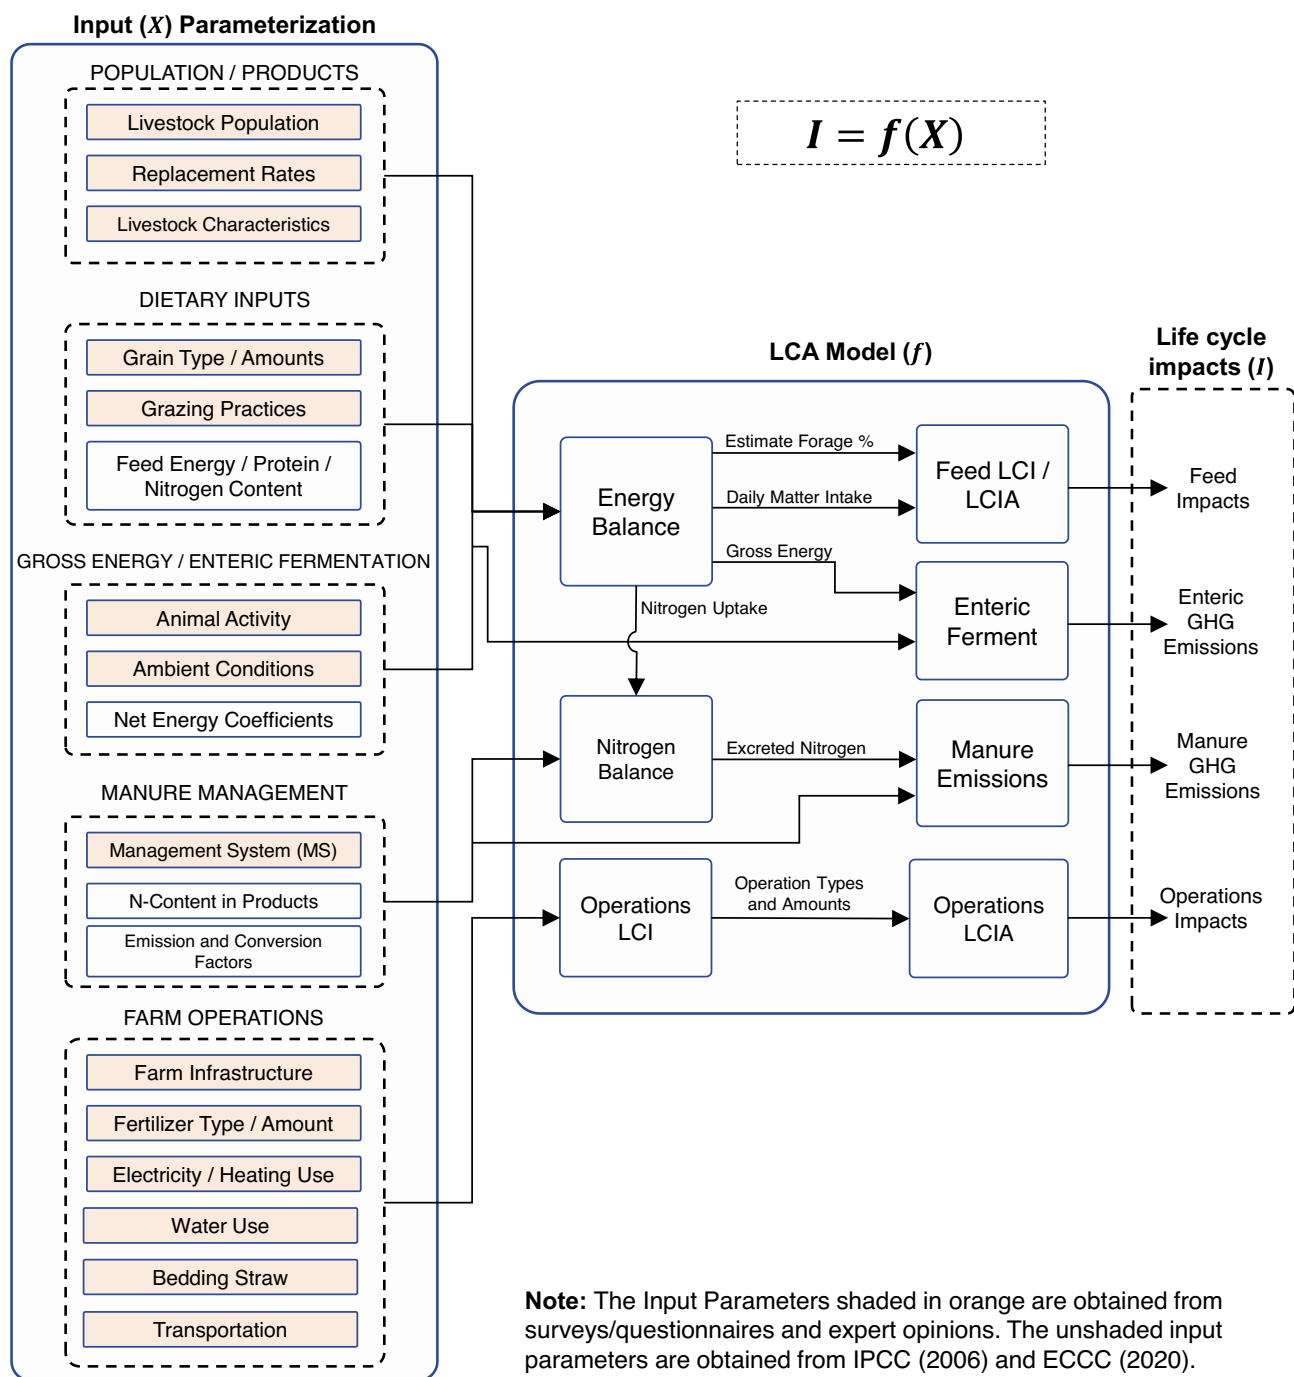 Input (X) Parameterization
POPULATION / PRODUCTS
Livestock Population
Replacement Rates
Livestock Characteristics
DIETARY INPUTS
Grain Type / Amounts
Grazing Practices
Feed Energy / Protein /
Nitrogen Content
GROSS ENERGY / ENTERIC FERMENTATION
Animal Activity
Ambient Conditions
Net Energy Coefficients
MANURE MANAGEMENT
Management System (MS)
N-Content in Products
Emission and Conversion
Factors
FARM OPERATIONS
Farm Infrastructure
Fertilizer Type / Amount
Electricity / Heating Use
Water Use
Bedding Straw
Transportation
I = f(X)
LCA Model (f)
Energy
Balance
Estimate Forage %
Daily Matter Intake
Gross Energy
Nitrogen Uptake
Feed LCI /
LCIA
Enteric
Ferment
Nitrogen
Balance
Excreted Nitrogen
Manure
Emissions
Operations
LCI
Operation Types
and Amounts
Operations
LCIA
Life cycle
impacts (I)
Feed
Impacts
Enteric
GHG
Emissions
Manure
GHG
Emissions
Operations
Impacts
Note: The Input Parameters shaded in orange are obtained from
surveys/questionnaires and expert opinions. The unshaded input
parameters are obtained from IPCC (2006) and ECCC (2020).